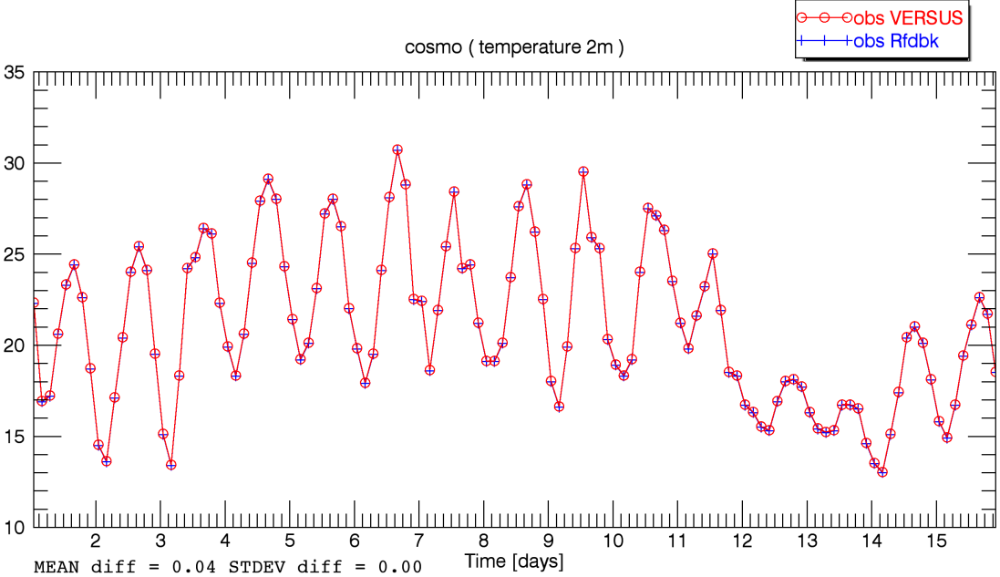 obs VERSUS
obs Rfdbk
cosmo ( temperature 2m )
35
30
25
20
15
10
2 3 4 5 6 7 8 9 10 11 12 13 14 15
Time [days]
MEAN diff = 0.04 STDEV diff = 0.00